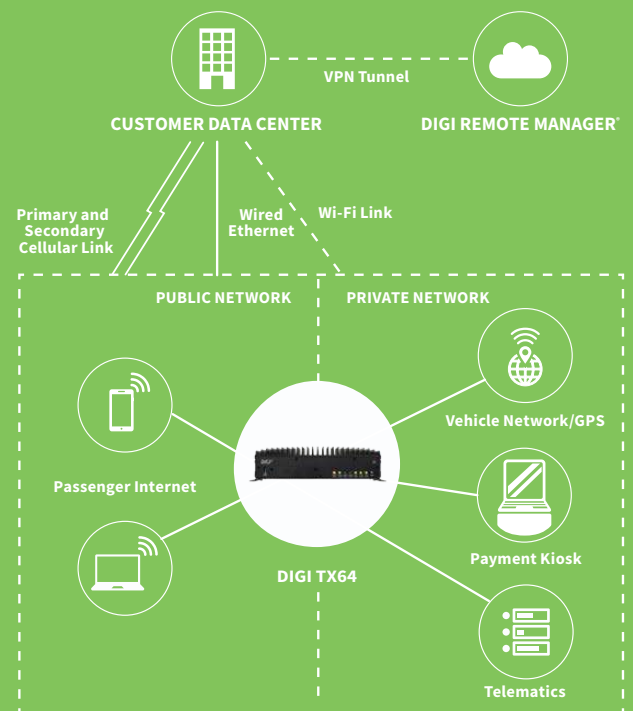 VPN Tunnel
CUSTOMER DATA CENTER
DIGI REMOTE MANAGER®
Primary and
Secondary
Cellular Link
Wired
Ethernet
Wi-Fi Link
PUBLIC NETWORK
PRIVATE NETWORK
Vehicle Network/GPS
Passenger Internet
Payment Kiosk
DIGI TX64
Telematics